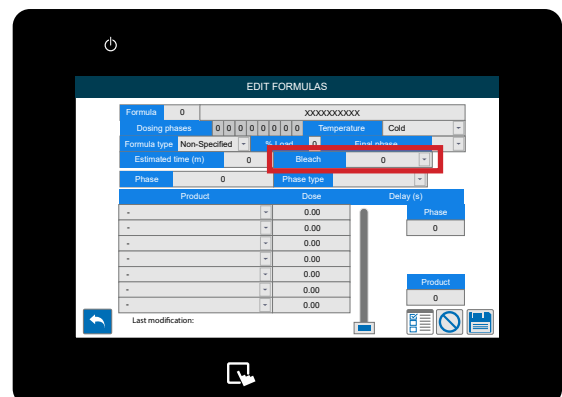 EDIT FORMULAS
Formula 0 XXXXXXXXXX
Dosing phases 0 0 0 0 0 0 0 0 Temperature Cold
Formula type Non-Specified % Load 0 Final phase
Estimated time (m) 0 Bleach 0
Phase 0 Phase type
Product Dose Delay (s)
- 0.00 Phase
- 0.00 0
- 0.00
- 0.00
- 0.00 Product
- 0.00 0
- 0.00
Last modification: